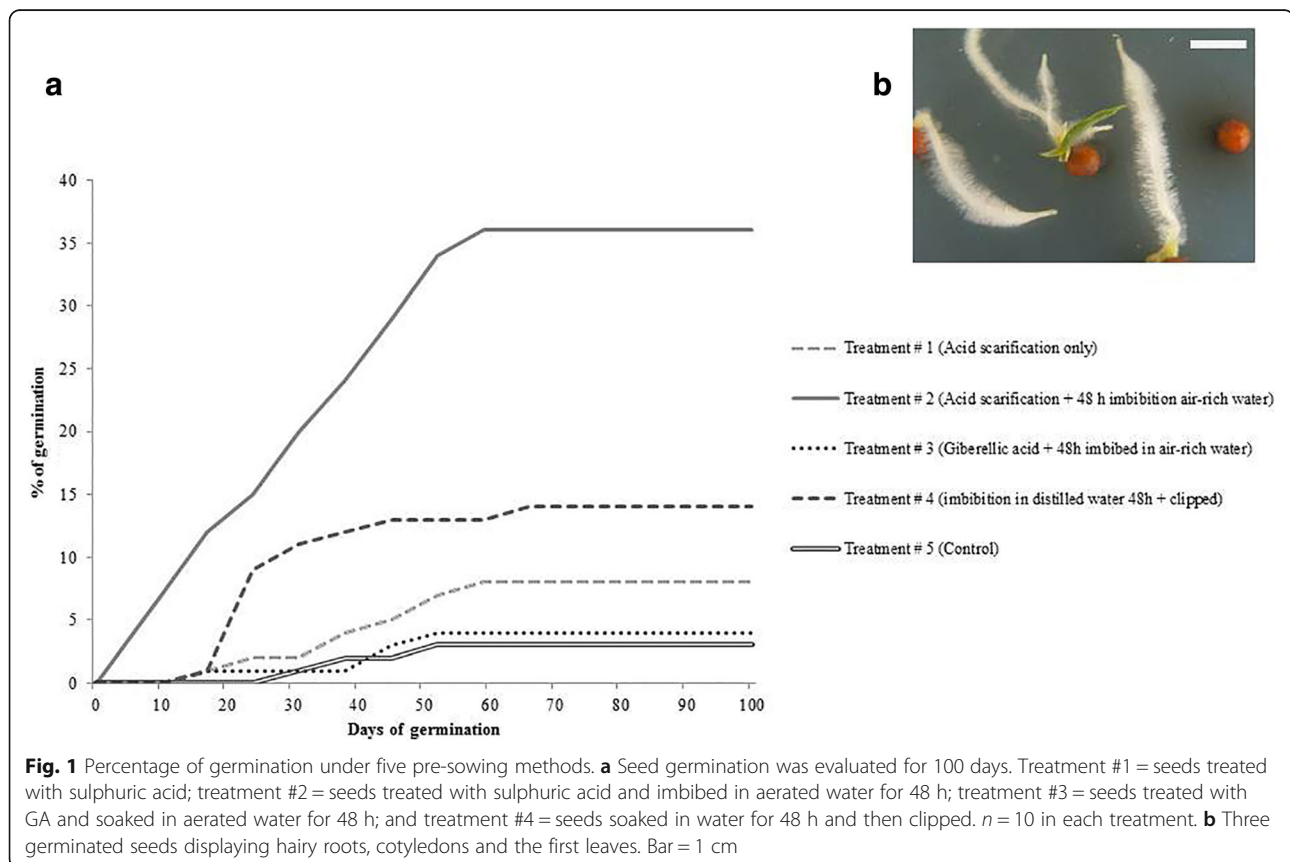 a
b
40
35
30
25
20
15
10
5
0
% of germination
0 10 20 30 40 50 60 70 80 90 100
Days of germination
Treatment # 1 (Acid scarification only)
Treatment # 2 (Acid scarification + 48 h imbibition air-rich water)
Treatment # 3 (Giberellic acid + 48h imbibed in air-rich water)
Treatment # 4 (imbibition in distilled water 48h + clipped)
Treatment # 5 (Control)
Fig. 1 Percentage of germination under five pre-sowing methods. a Seed germination was evaluated for 100 days. Treatment #1 = seeds treated
with sulphuric acid; treatment #2 = seeds treated with sulphuric acid and imbibed in aerated water for 48 h; treatment #3 = seeds treated with
GA and soaked in aerated water for 48 h; and treatment #4 = seeds soaked in water for 48 h and then clipped. n = 10 in each treatment. b Three
germinated seeds displaying hairy roots, cotyledons and the first leaves. Bar = 1 cm